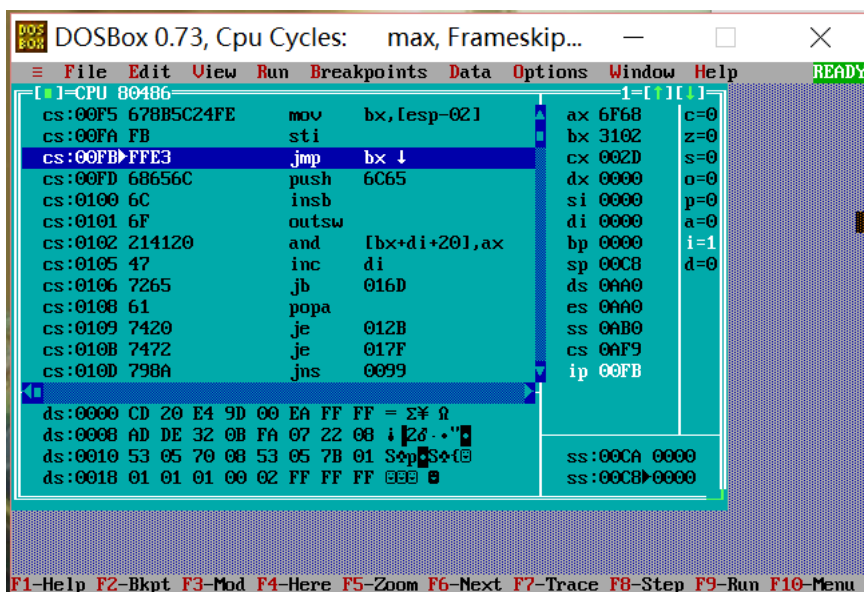 DOSBox 0.73, Cpu Cycles: max, Frameskip...
≡ File Edit View Run Breakpoints Data Options Window Help READY
[■]=CPU 80486 1=[↑][↓]
cs:00F5 678B5C24FE mov bx,[esp-02] ax 6F68 c=0
cs:00FA FB sti bx 3102 z=0
cs:00FB▶FFE3 jmp bx ↓ cx 002D s=0
cs:00FD 68656C push 6C65 dx 0000 o=0
cs:0100 6C insb si 0000 p=0
cs:0101 6F outsw di 0000 a=0
cs:0102 214120 and [bx+di+20],ax bp 0000 i=1
cs:0105 47 inc di sp 00C8 d=0
cs:0106 7265 jb 016D ds 0AA0
cs:0108 61 popa es 0AA0
cs:0109 7420 je 012B ss 0AB0
cs:010B 7472 je 017F cs 0AF9
cs:010D 798A jns 0099 ip 00FB
ds:0000 CD 20 E4 9D 00 EA FF FF = Σ¥ Ω
ds:0008 AD DE 32 0B FA 07 22 08
ds:0010 53 05 70 08 53 05 7B 01 S♣p◘S♣{☺ ss:00CA 0000
ds:0018 01 01 01 00 02 FF FF FF ☺☺☺ ☻ ss:00C8▶0000
F1-Help F2-Bkpt F3-Mod F4-Here F5-Zoom F6-Next F7-Trace F8-Step F9-Run F10-Menu